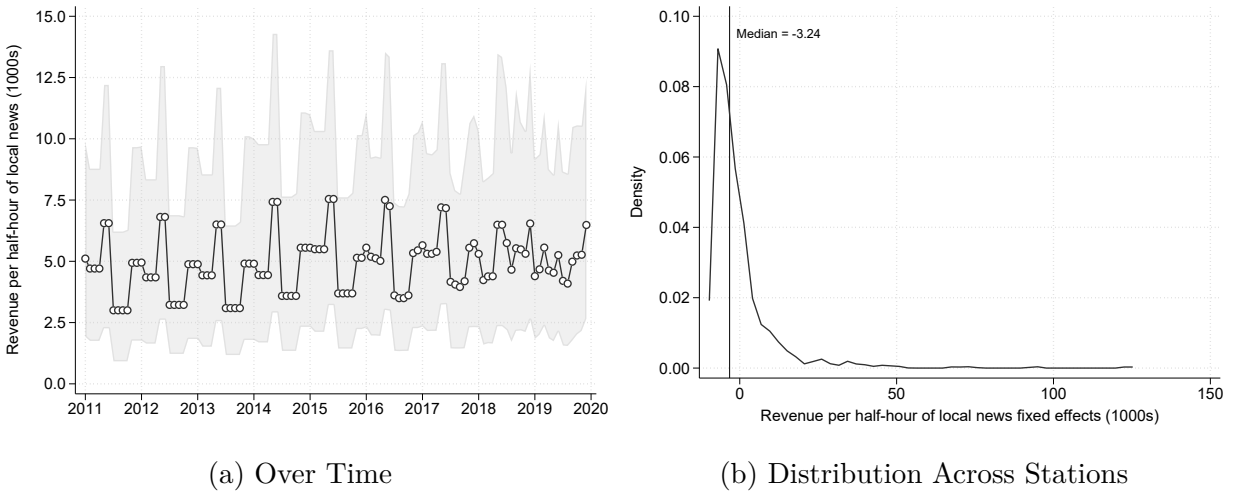 Revenue per half-hour of local news (1000s)
15.0
12.5
10.0
7.5
5.0
2.5
0.0
2011 2012 2013 2014 2015 2016 2017 2018 2019 2020
(a) Over Time
Density
0.10
0.08
0.06
0.04
0.02
0.00
Median = -3.24
0 50 100 150
Revenue per half-hour of local news fixed effects (1000s)
(b) Distribution Across Stations